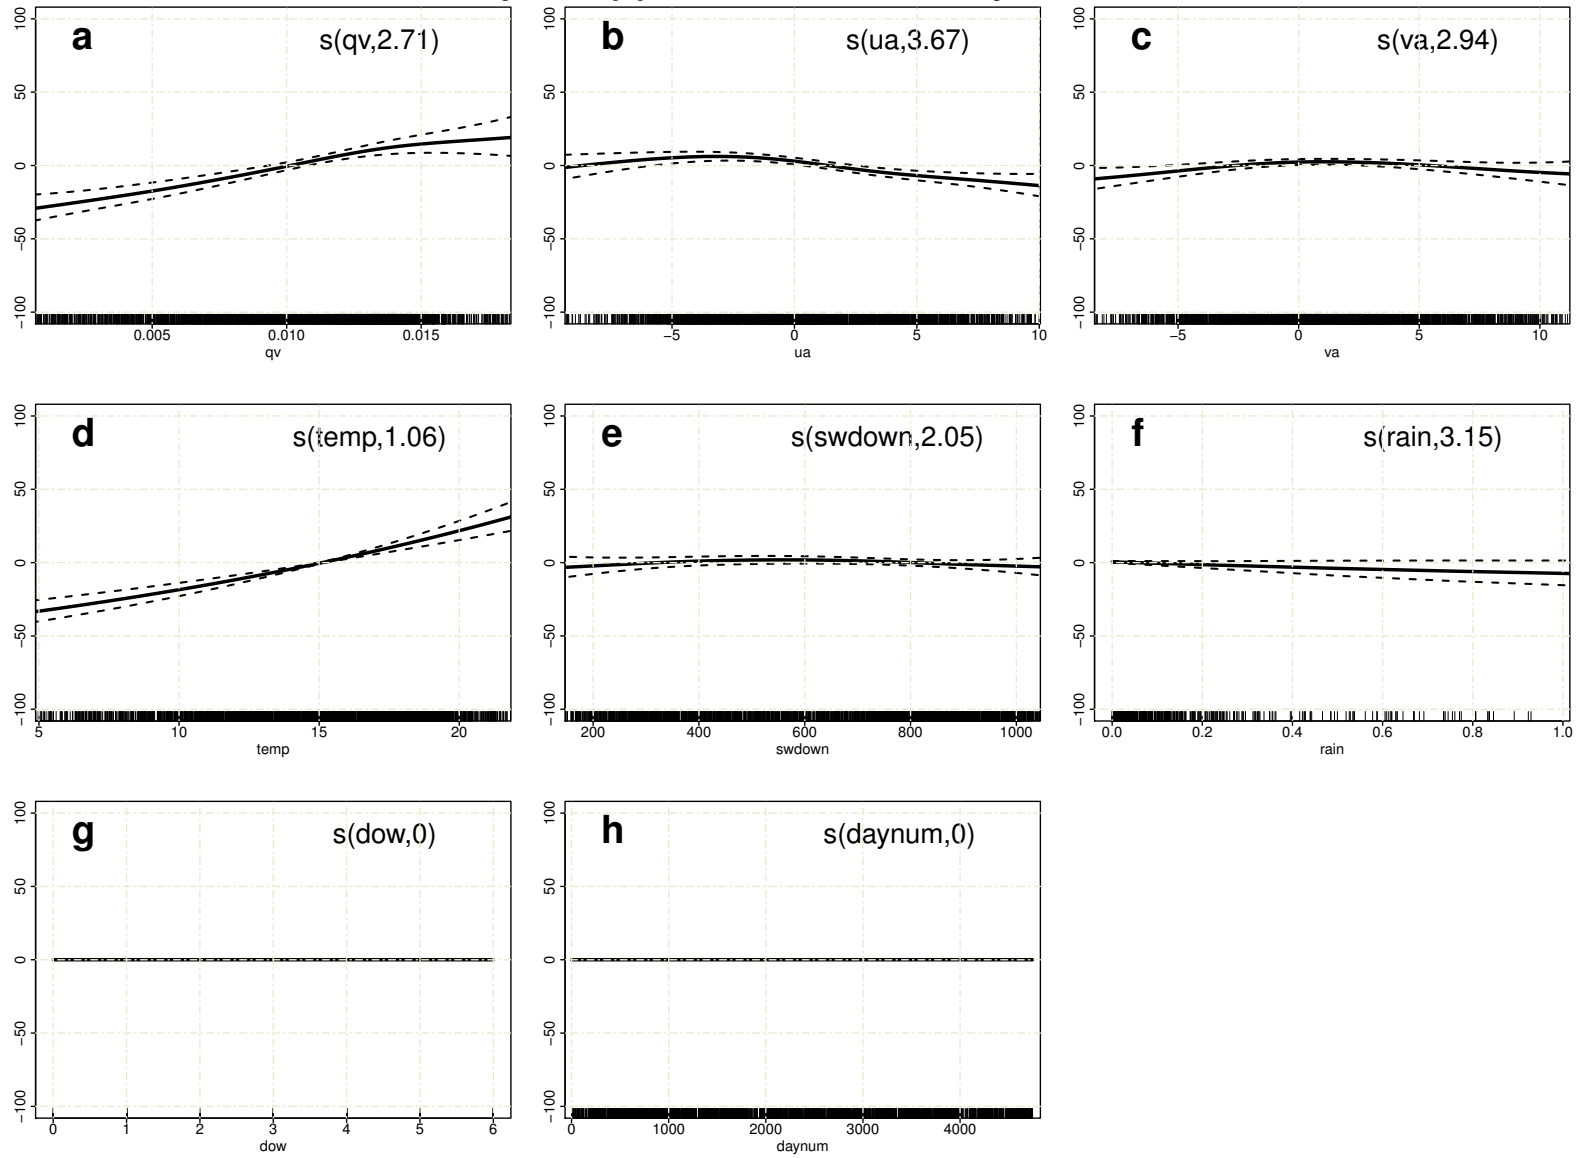 a s(qv,2.71)
100
50
0
−50
−100
0.005 0.010 0.015
qv
b s(ua,3.67)
100
50
0
−50
−100
−5 0 5 10
ua
c s(va,2.94)
100
50
0
−50
−100
−5 0 5 10
va
d s(temp,1.06)
100
50
0
−50
−100
5 10 15 20
temp
e s(swdown,2.05)
100
50
0
−50
−100
200 400 600 800 1000
swdown
f s(rain,3.15)
100
50
0
−50
−100
0.0 0.2 0.4 0.6 0.8 1.0
rain
g s(dow,0)
100
50
0
−50
−100
0 1 2 3 4 5 6
dow
h s(daynum,0)
100
50
0
−50
−100
0 1000 2000 3000 4000
daynum